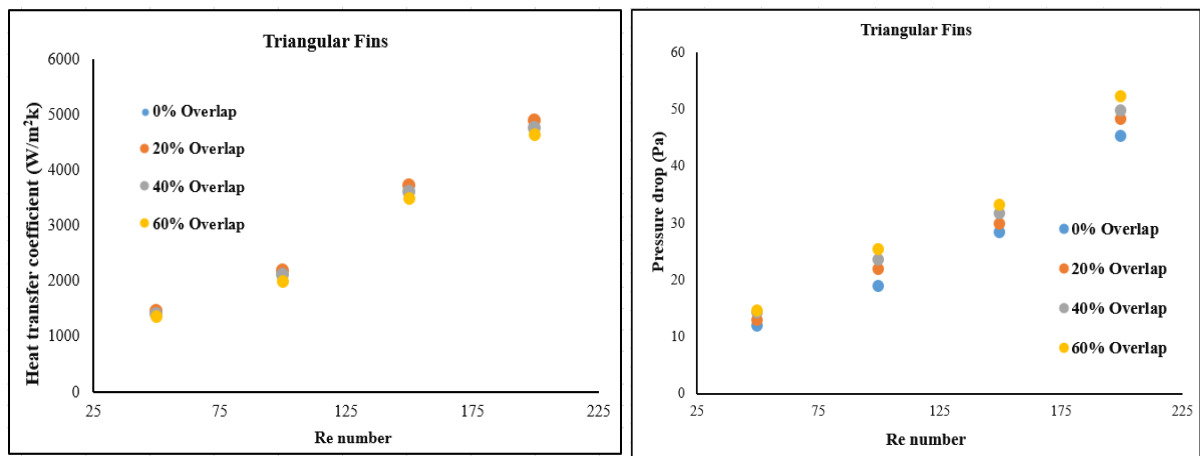 Triangular Fins
Heat transfer coefficient (W/m²k)
6000
5000
4000
3000
2000
1000
0
0% Overlap
20% Overlap
40% Overlap
60% Overlap
25 75 125 175 225
Re number
Triangular Fins
Pressure drop (Pa)
60
50
40
30
20
10
0
0% Overlap
20% Overlap
40% Overlap
60% Overlap
25 75 125 175 225
Re number